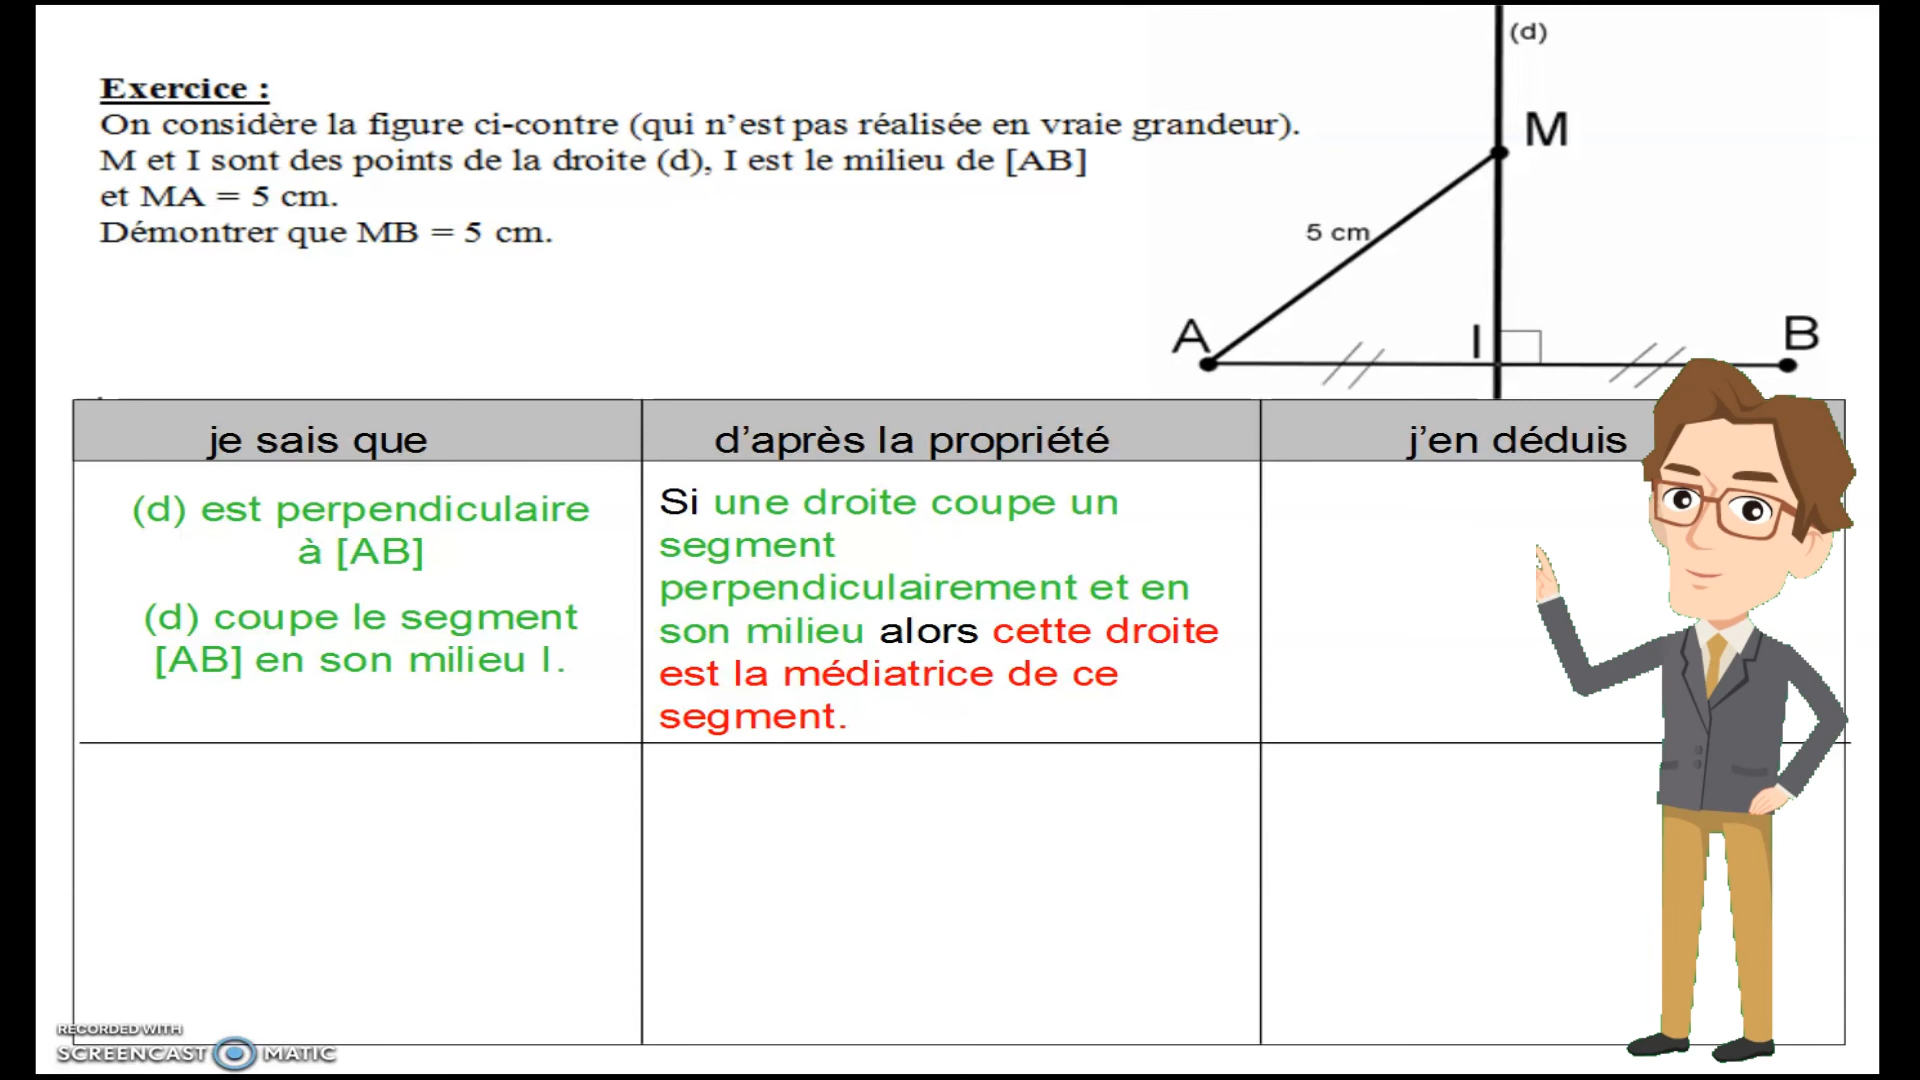 Exercice :
On considère la figure ci-contre (qui n'est pas réalisée en vraie grandeur).
M et I sont des points de la droite (d), I est le milieu de [AB]
et MA = 5 cm.
Démontrer que MB = 5 cm.
(d)
M
5 cm
A
I
B
je sais que
d'après la propriété
j'en déduis
(d) est perpendiculaire
à [AB]
(d) coupe le segment
[AB] en son milieu I.
Si une droite coupe un
segment
perpendiculairement et en
son milieu alors cette droite
est la médiatrice de ce
segment.
RECORDED WITH
SCREENCAST MATIC